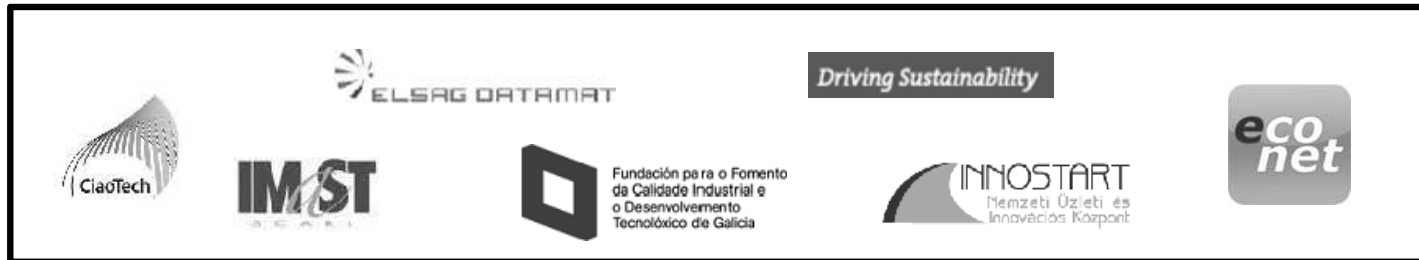 ELSAG DATAMAT
Driving Sustainability
CiaoTech
IMAST
S.C.A.R.L.
Fundación para o Fomento
da Calidade Industrial e
o Desenvolvemento
Tecnolóxico de Galicia
INNOSTART
Nemzeti Üzleti és
Innovációs Központ
eco
net